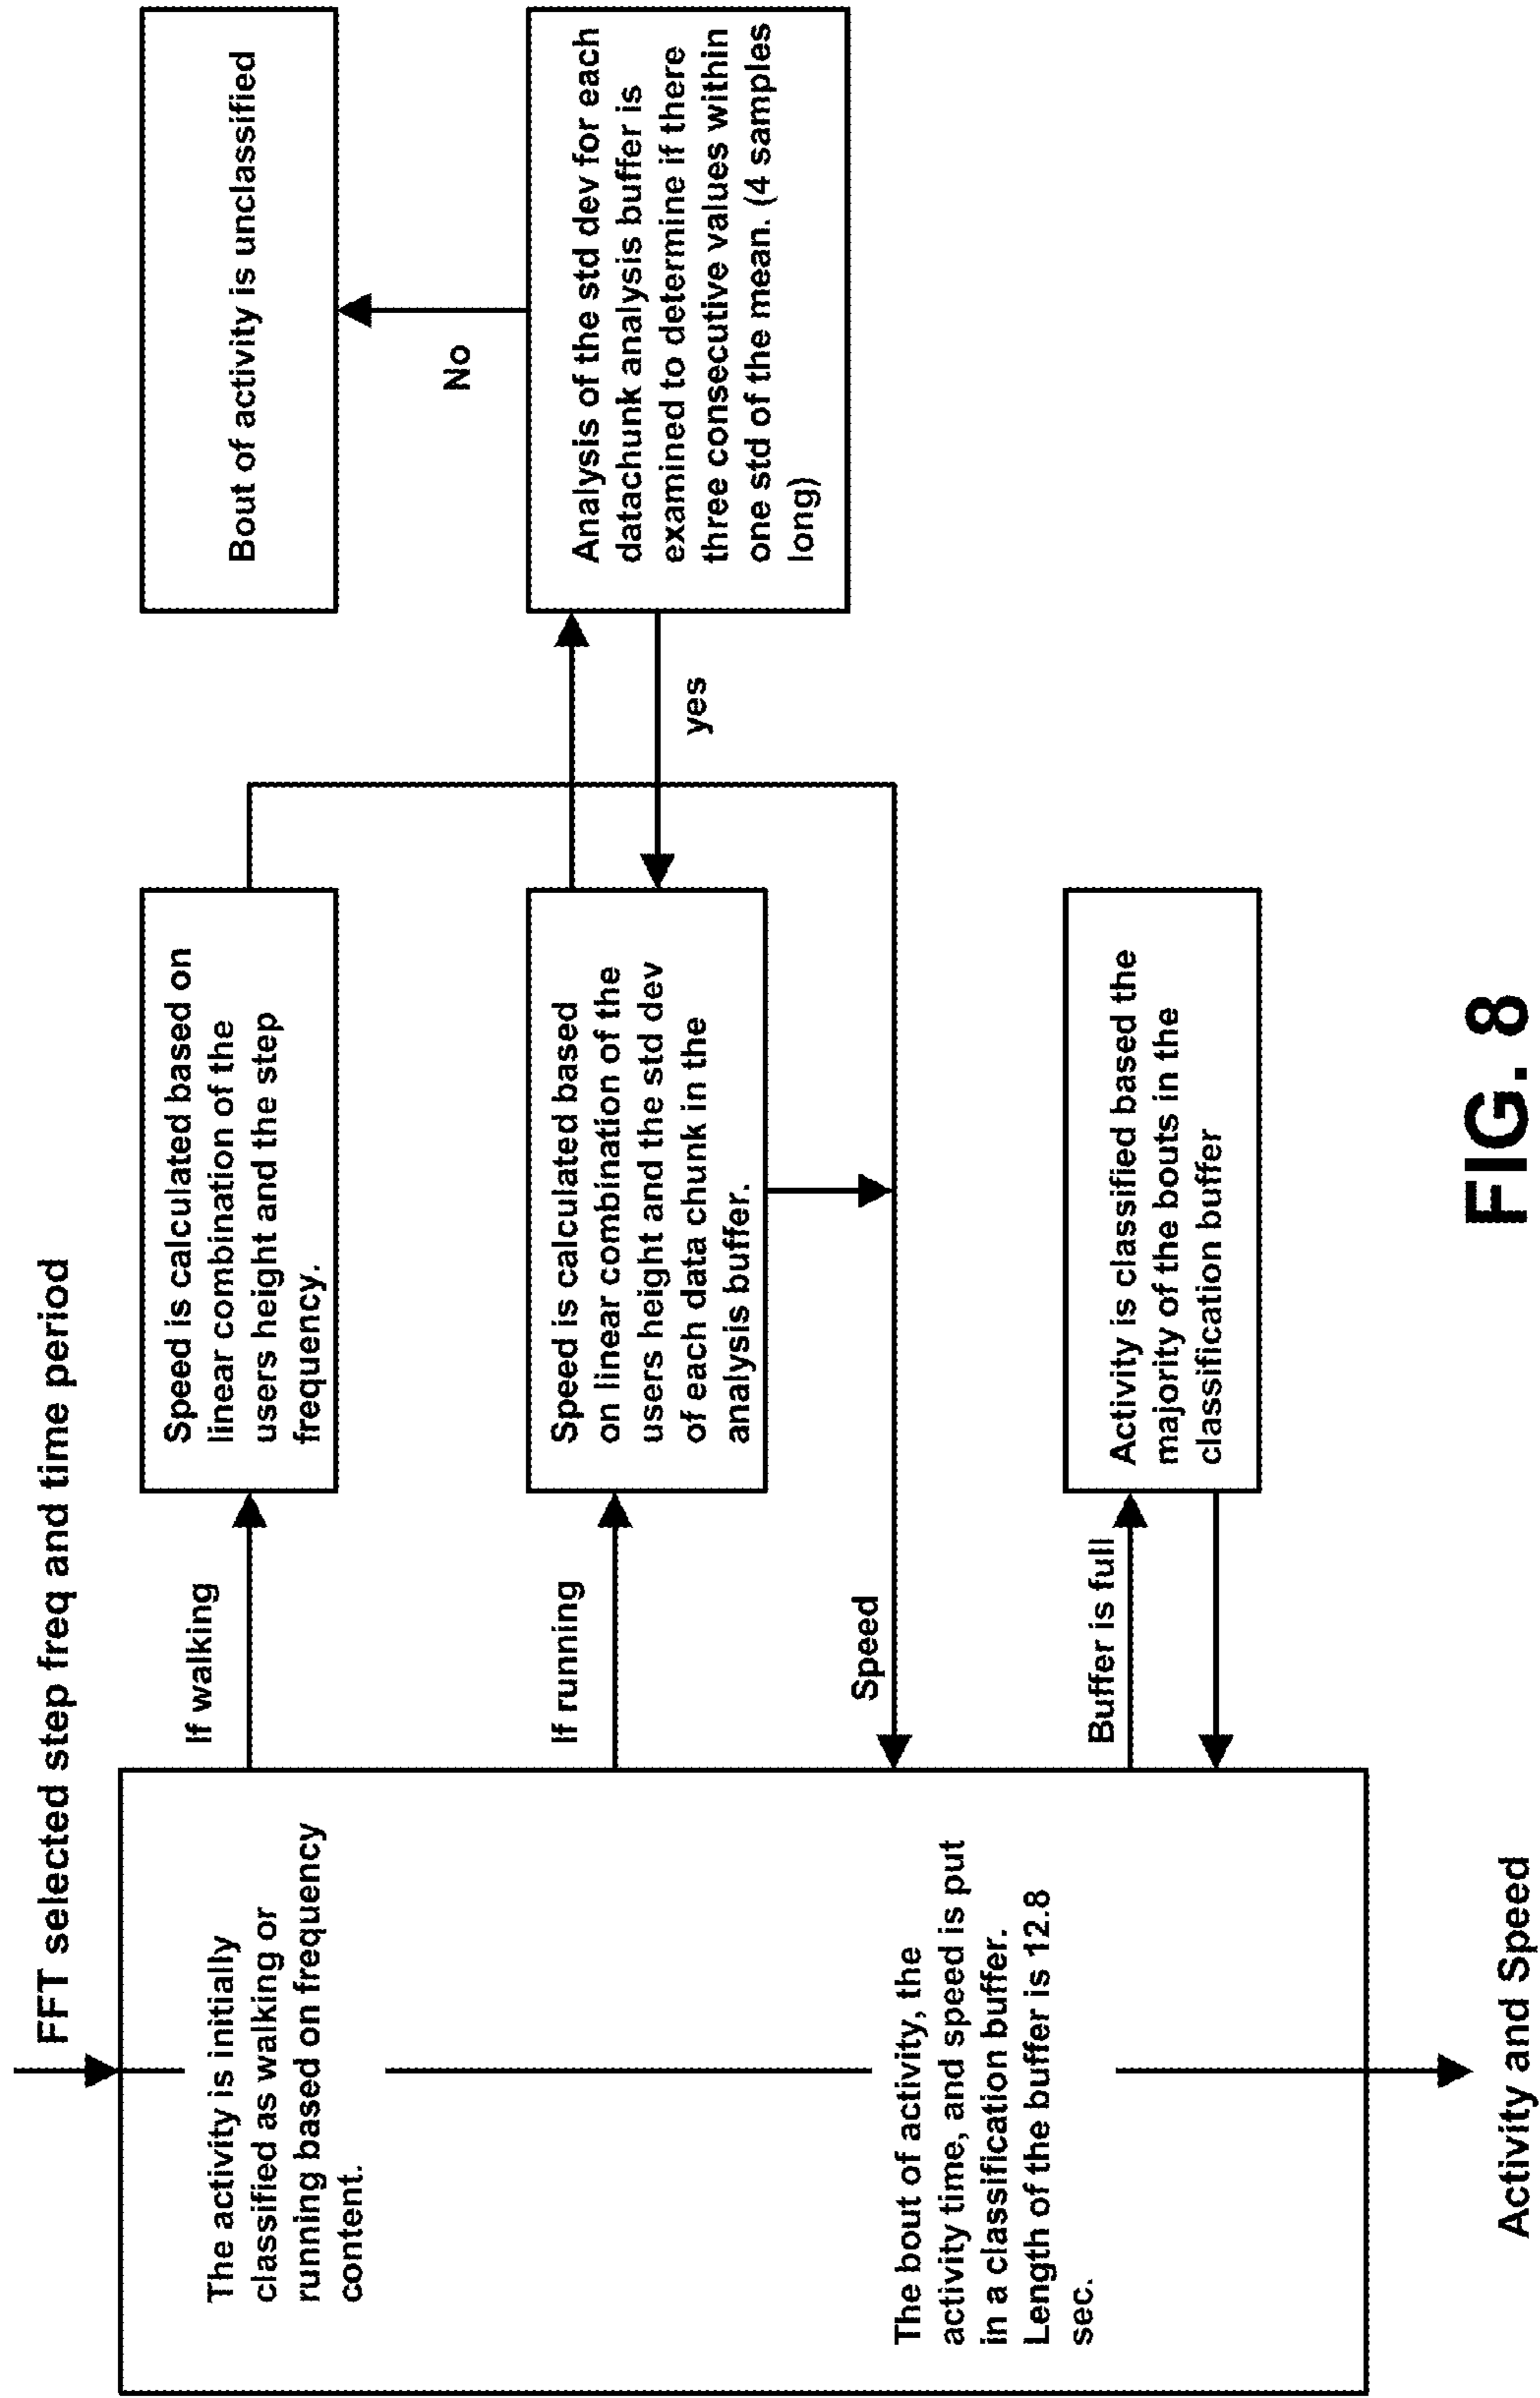 FFT selected step freq and time period
The activity is initially
classified as walking or
running based on frequency
content.
If walking
Speed is calculated based on
linear combination of the
users height and the step
frequency.
Bout of activity is unclassified
No
If running
Speed is calculated based
on linear combination of the
users height and the std dev
of each data chunk in the
analysis buffer.
yes
Analysis of the std dev for each
datachunk analysis buffer is
examined to determine if there
three consecutive values within
one std of the mean. (4 samples
long)
Speed
The bout of activity, the
activity time, and speed is put
in a classification buffer.
Length of the buffer is 12.8
sec.
Buffer is full
Activity is classified based the
majority of the bouts in the
classification buffer
Activity and Speed
FIG. 8